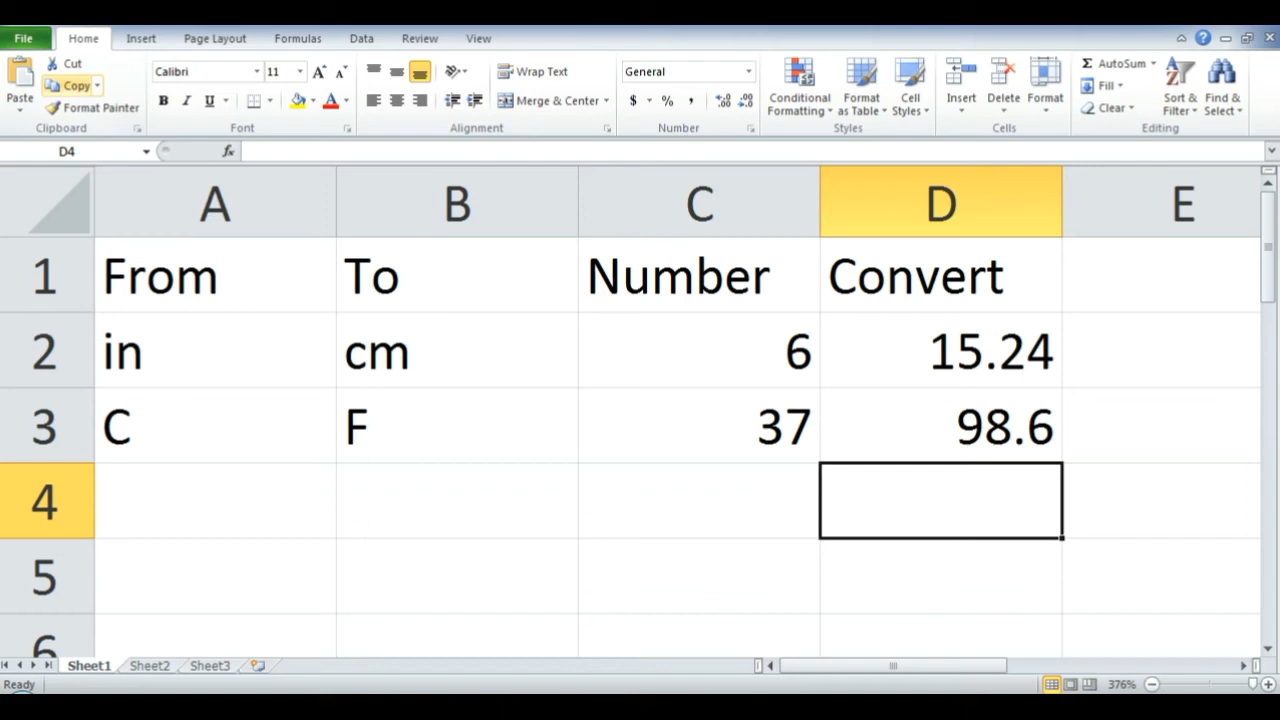 File Home Insert Page Layout Formulas Data Review View
Cut
Copy
Paste
Format Painter
Clipboard
Calibri 11
B I U
Font
Wrap Text
Merge & Center
Alignment
General
$ % ,
Number
Conditional Formatting
Format as Table
Cell Styles
Styles
Insert Delete Format
Cells
AutoSum
Fill
Clear
Sort & Filter
Find & Select
Editing
D4 fx
A B C D E
1 From To Number Convert
2 in cm 6 15.24
3 C F 37 98.6
4
5
6
Sheet1 Sheet2 Sheet3
Ready 376%